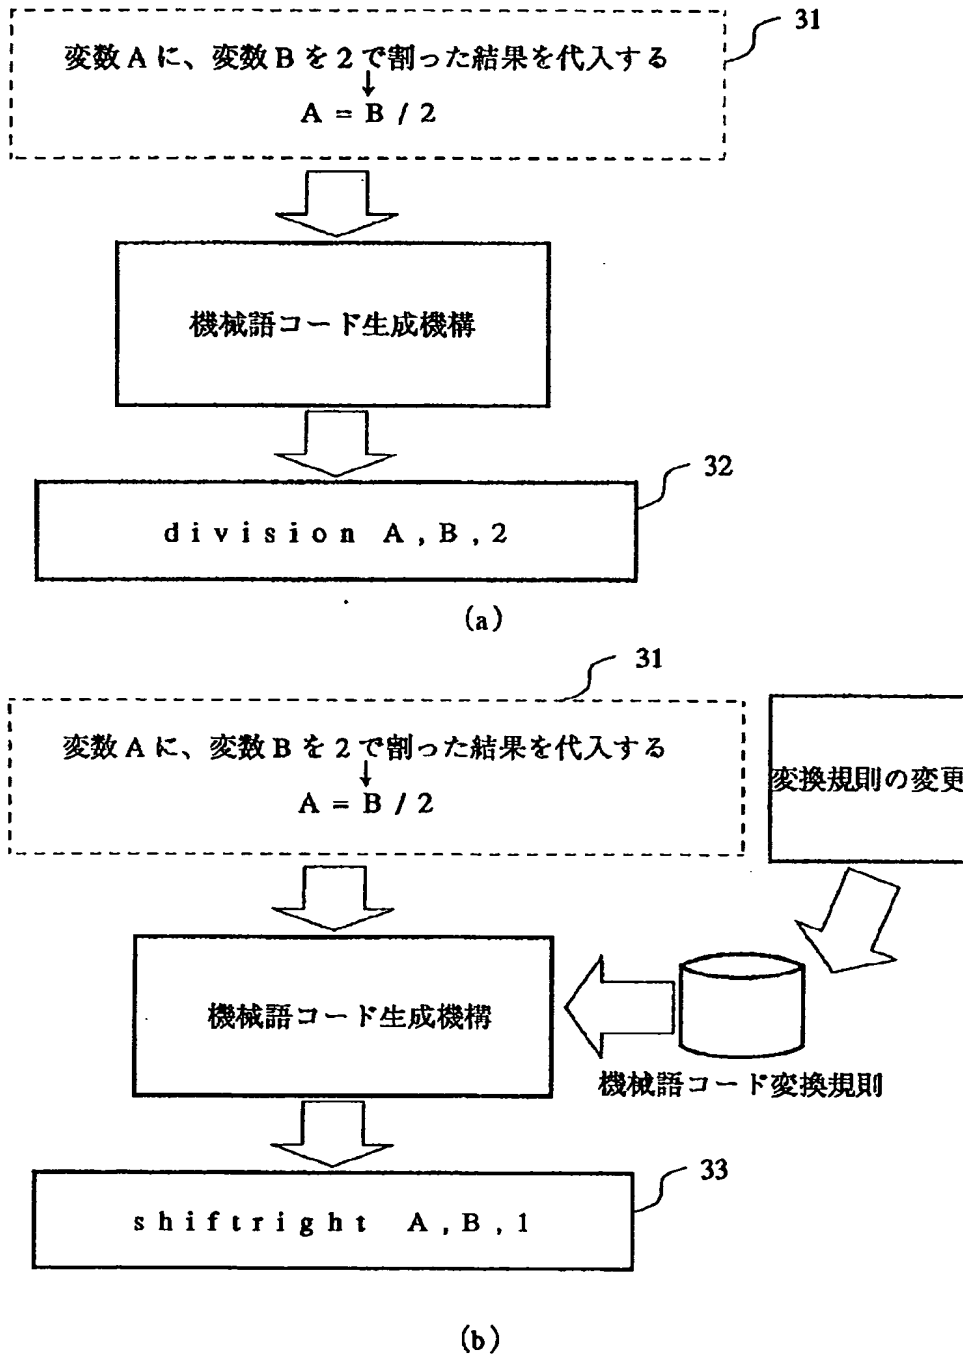 31
変数Aに、変数Bを2で割った結果を代入する
↓
A = B / 2
機械語コード生成機構
32
division A , B , 2
(a)
31
変数Aに、変数Bを2で割った結果を代入する
↓
A = B / 2
変換規則の変更
機械語コード生成機構
機械語コード変換規則
33
shiftright A , B , 1
(b)